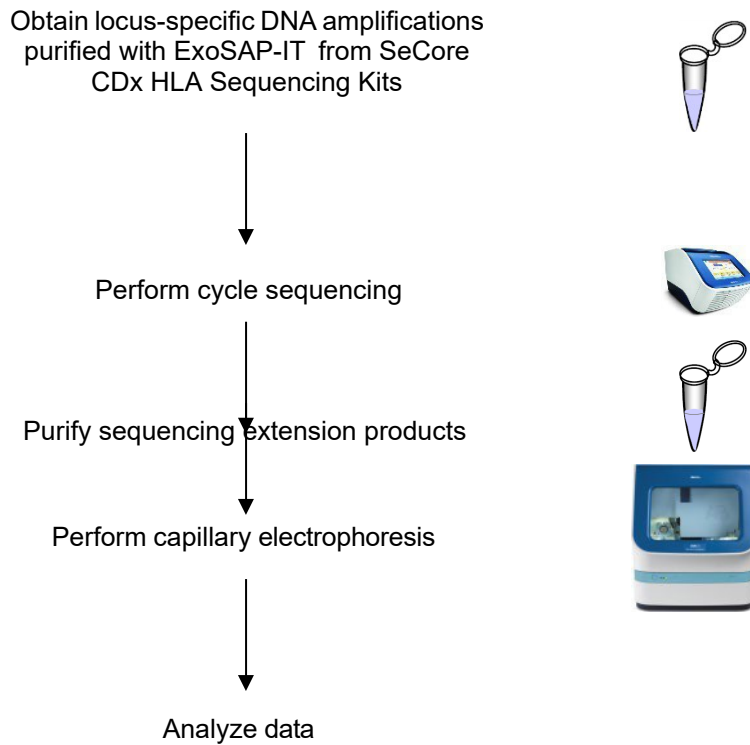 Obtain locus-specific DNA amplifications
purified with ExoSAP-IT from SeCore
CDx HLA Sequencing Kits
Perform cycle sequencing
Purify sequencing extension products
Perform capillary electrophoresis
Analyze data